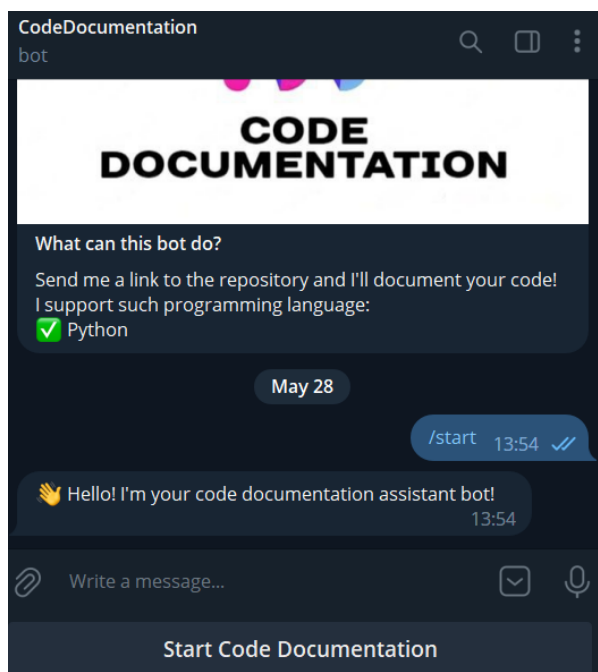 CodeDocumentation
bot
CODE
DOCUMENTATION
What can this bot do?
Send me a link to the repository and I'll document your code!
I support such programming language:
✅ Python
May 28
/start 13:54
👋 Hello! I'm your code documentation assistant bot!
13:54
Write a message...
Start Code Documentation